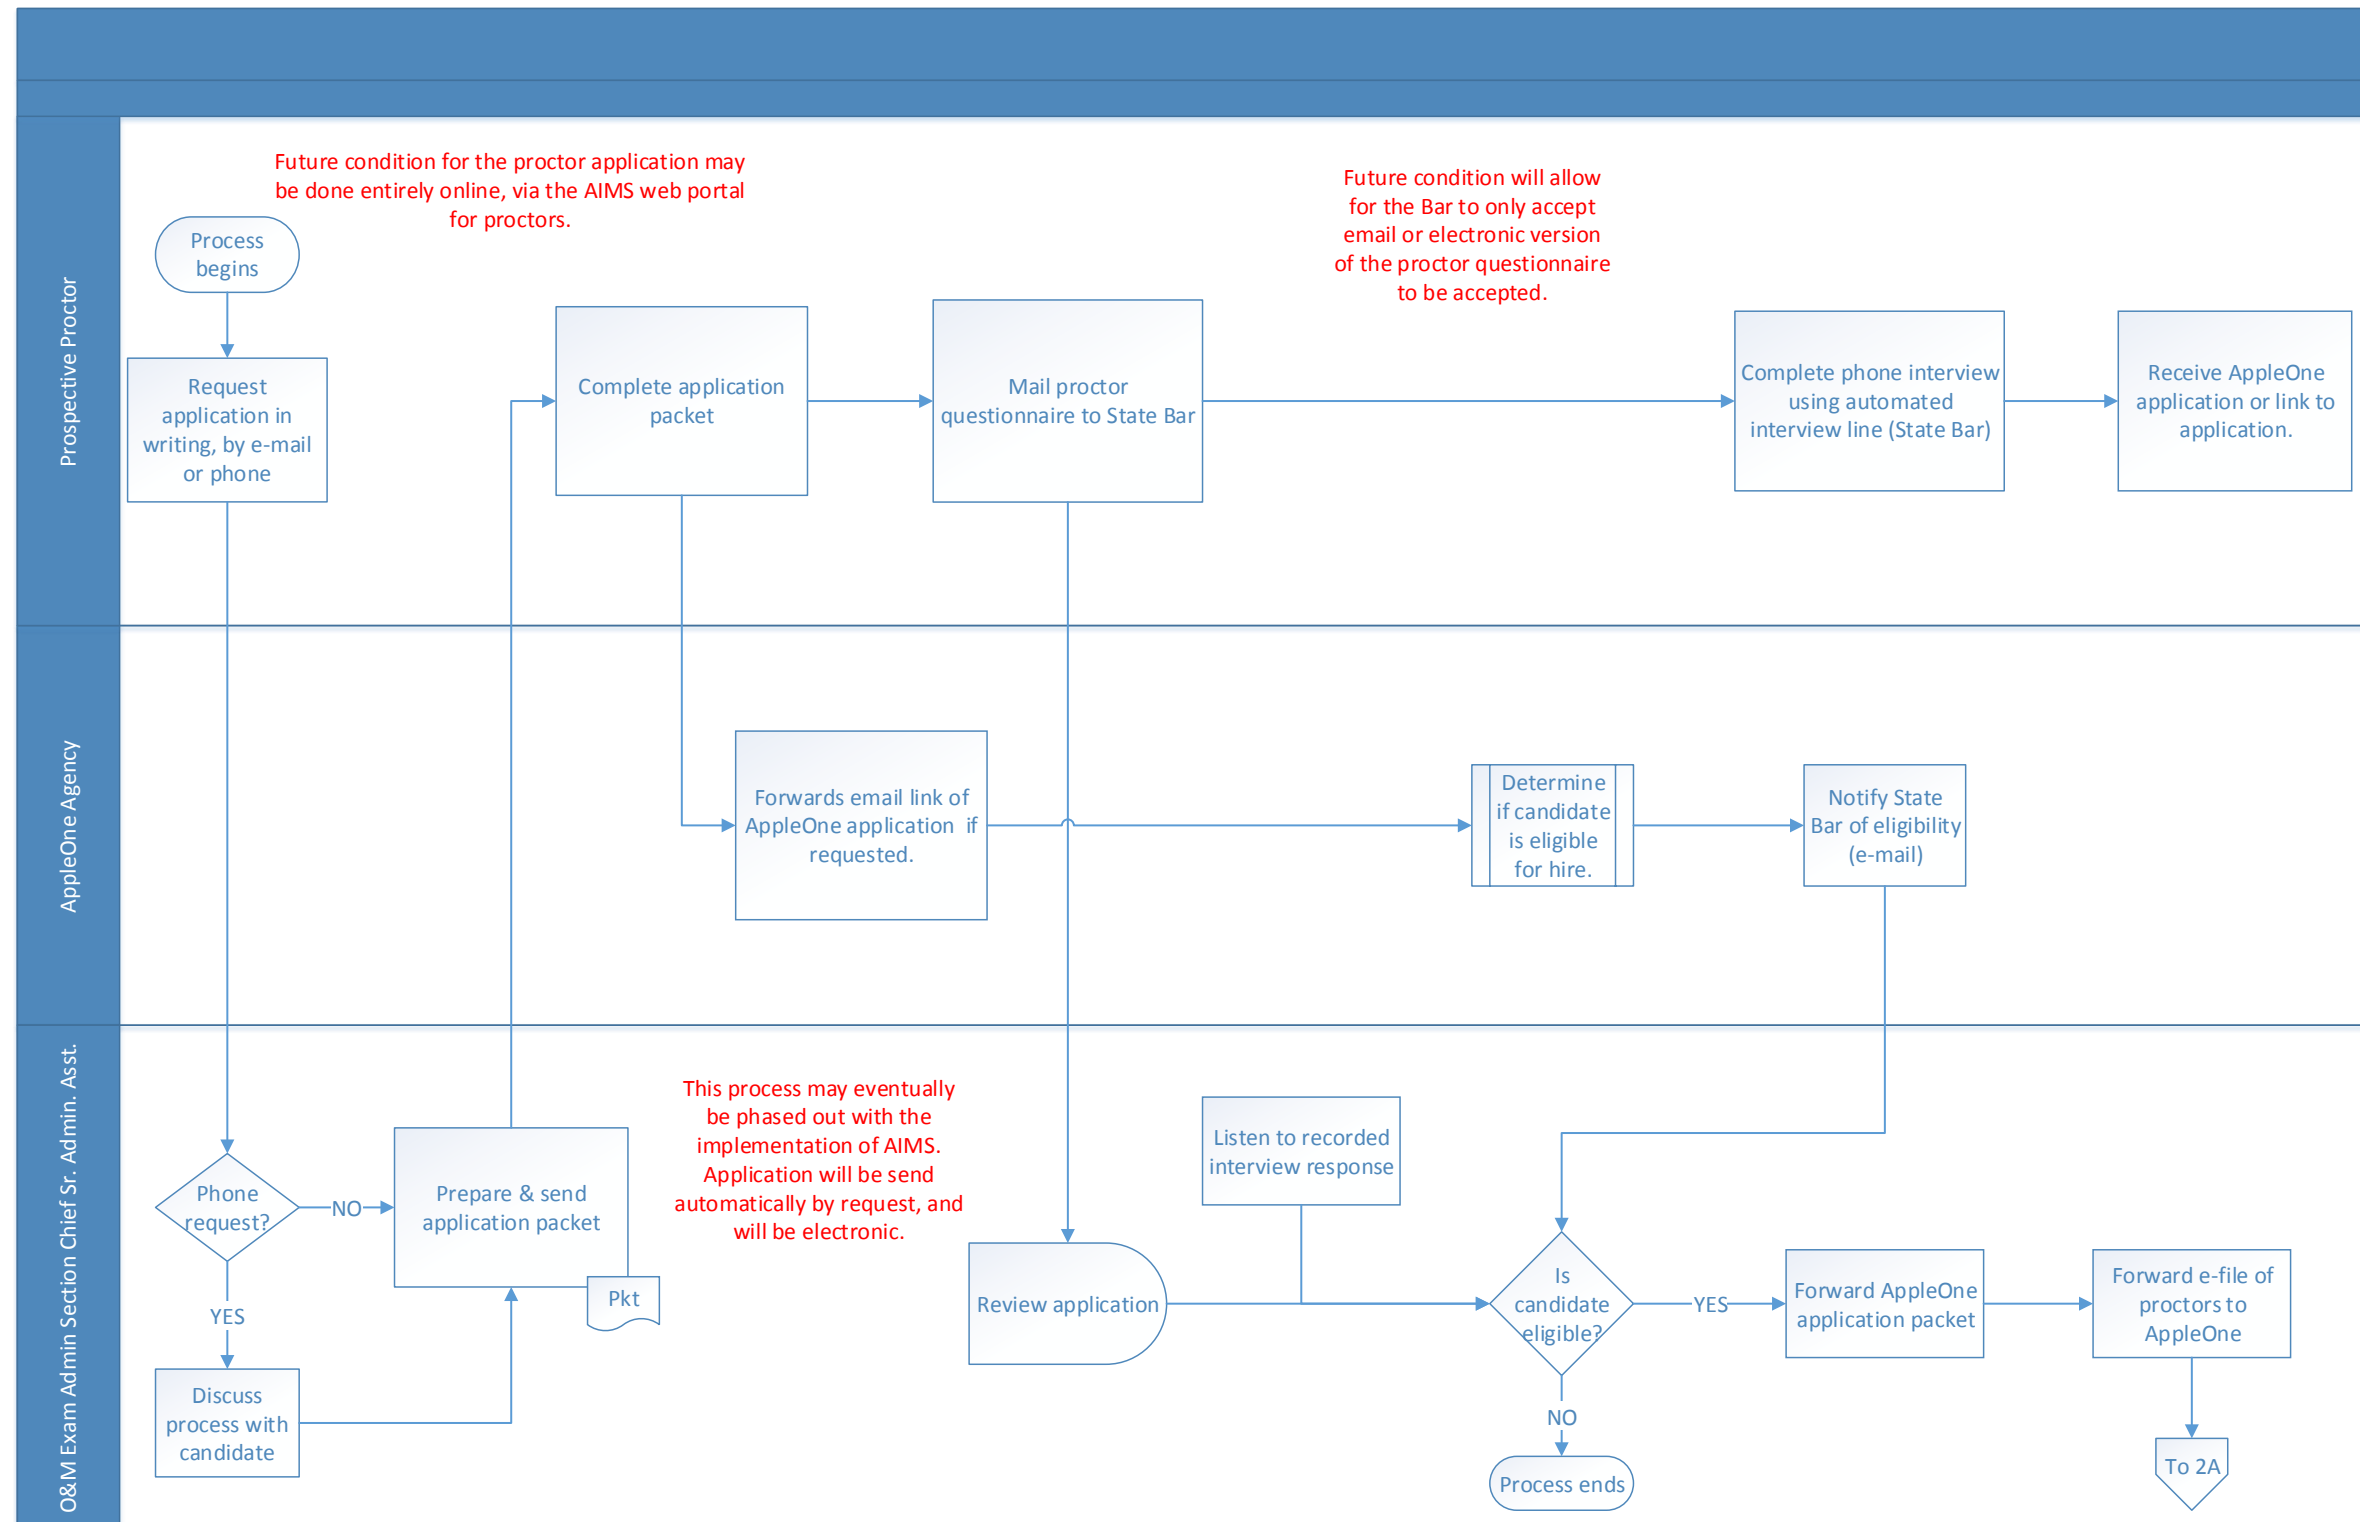 Prospective Proctor
Future condition for the proctor application may
be done entirely online, via the AIMS web portal
for proctors.
Future condition will allow
for the Bar to only accept
email or electronic version
of the proctor questionnaire
to be accepted.
Process
begins
Request
application in
writing, by e-mail
or phone
Complete application
packet
Mail proctor
questionnaire to State Bar
Complete phone interview
using automated
interview line (State Bar)
Receive AppleOne
application or link to
application.
AppleOne Agency
Forwards email link of
AppleOne application  if
requested.
Determine
if candidate
is eligible
for hire.
Notify State
Bar of eligibility
(e-mail)
O&M Exam Admin Section Chief Sr. Admin. Asst.
Phone
request?
NO
YES
Prepare & send
application packet
Pkt
Discuss
process with
candidate
This process may eventually
be phased out with the
implementation of AIMS.
Application will be send
automatically by request, and
will be electronic.
Review application
Listen to recorded
interview response
Is
candidate
eligible?
YES
NO
Process ends
Forward AppleOne
application packet
Forward e-file of
proctors to
AppleOne
To 2A